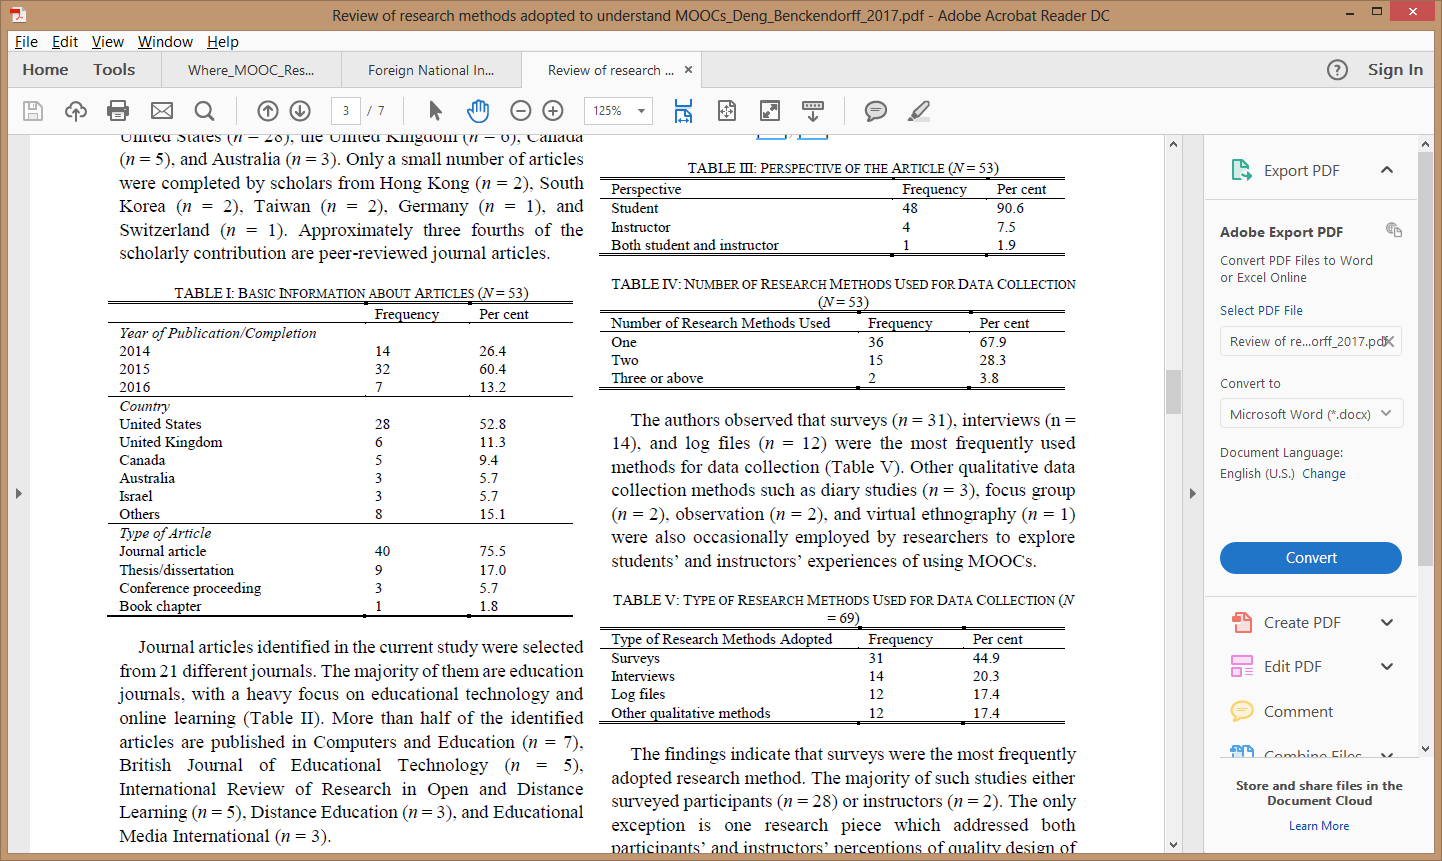 Review of research methods adopted to understand MOOCs_Deng_Benckendorff_2017.pdf - Adobe Acrobat Reader DC
File Edit View Window Help
Home Tools Where_MOOC_Res... Foreign National In... Review of research ... × ? Sign In
3 / 7 125%
United States (n = 28), the United Kingdom (n = 6), Canada
(n = 5), and Australia (n = 3). Only a small number of articles
were completed by scholars from Hong Kong (n = 2), South
Korea (n = 2), Taiwan (n = 2), Germany (n = 1), and
Switzerland (n = 1). Approximately three fourths of the
scholarly contribution are peer-reviewed journal articles.
TABLE I: BASIC INFORMATION ABOUT ARTICLES (N = 53)
Frequency Per cent
Year of Publication/Completion
2014 14 26.4
2015 32 60.4
2016 7 13.2
Country
United States 28 52.8
United Kingdom 6 11.3
Canada 5 9.4
Australia 3 5.7
Israel 3 5.7
Others 8 15.1
Type of Article
Journal article 40 75.5
Thesis/dissertation 9 17.0
Conference proceeding 3 5.7
Book chapter 1 1.8
Journal articles identified in the current study were selected
from 21 different journals. The majority of them are education
journals, with a heavy focus on educational technology and
online learning (Table II). More than half of the identified
articles are published in Computers and Education (n = 7),
British Journal of Educational Technology (n = 5),
International Review of Research in Open and Distance
Learning (n = 5), Distance Education (n = 3), and Educational
Media International (n = 3).
TABLE III: PERSPECTIVE OF THE ARTICLE (N = 53)
Perspective Frequency Per cent
Student 48 90.6
Instructor 4 7.5
Both student and instructor 1 1.9
TABLE IV: NUMBER OF RESEARCH METHODS USED FOR DATA COLLECTION
(N = 53)
Number of Research Methods Used Frequency Per cent
One 36 67.9
Two 15 28.3
Three or above 2 3.8
The authors observed that surveys (n = 31), interviews (n =
14), and log files (n = 12) were the most frequently used
methods for data collection (Table V). Other qualitative data
collection methods such as diary studies (n = 3), focus group
(n = 2), observation (n = 2), and virtual ethnography (n = 1)
were also occasionally employed by researchers to explore
students’ and instructors’ experiences of using MOOCs.
TABLE V: TYPE OF RESEARCH METHODS USED FOR DATA COLLECTION (N
= 69)
Type of Research Methods Adopted Frequency Per cent
Surveys 31 44.9
Interviews 14 20.3
Log files 12 17.4
Other qualitative methods 12 17.4
The findings indicate that surveys were the most frequently
adopted research method. The majority of such studies either
surveyed participants (n = 28) or instructors (n = 2). The only
exception is one research piece which addressed both
participants’ and instructors’ perceptions of quality design of
Export PDF
Adobe Export PDF
Convert PDF Files to Word
or Excel Online
Select PDF File
Review of re...orff_2017.pdf
Convert to
Microsoft Word (*.docx)
Document Language:
English (U.S.) Change
Convert
Create PDF
Edit PDF
Comment
Combine Files
Store and share files in the
Document Cloud
Learn More